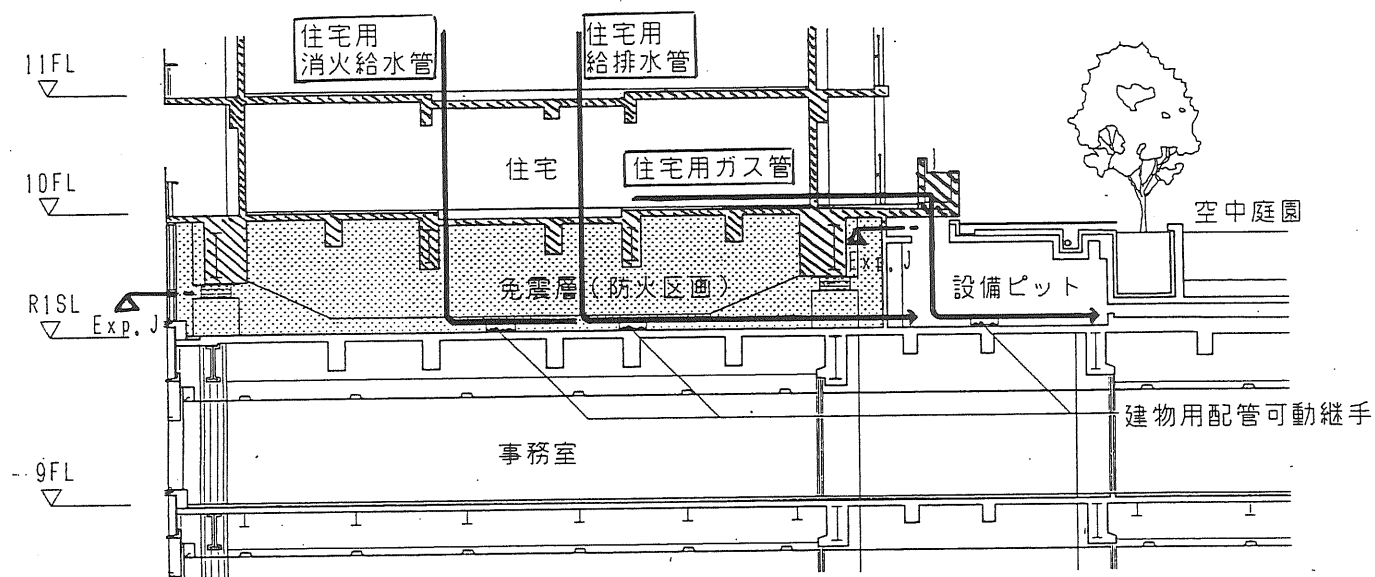 住宅用
消火給水管
住宅用
給排水管
11FL
住宅
住宅用ガス管
10FL
空中庭園
Exp.J
免震層(防火区画)
設備ピット
R1SL
Exp.J
建物用配管可動継手
事務室
9FL